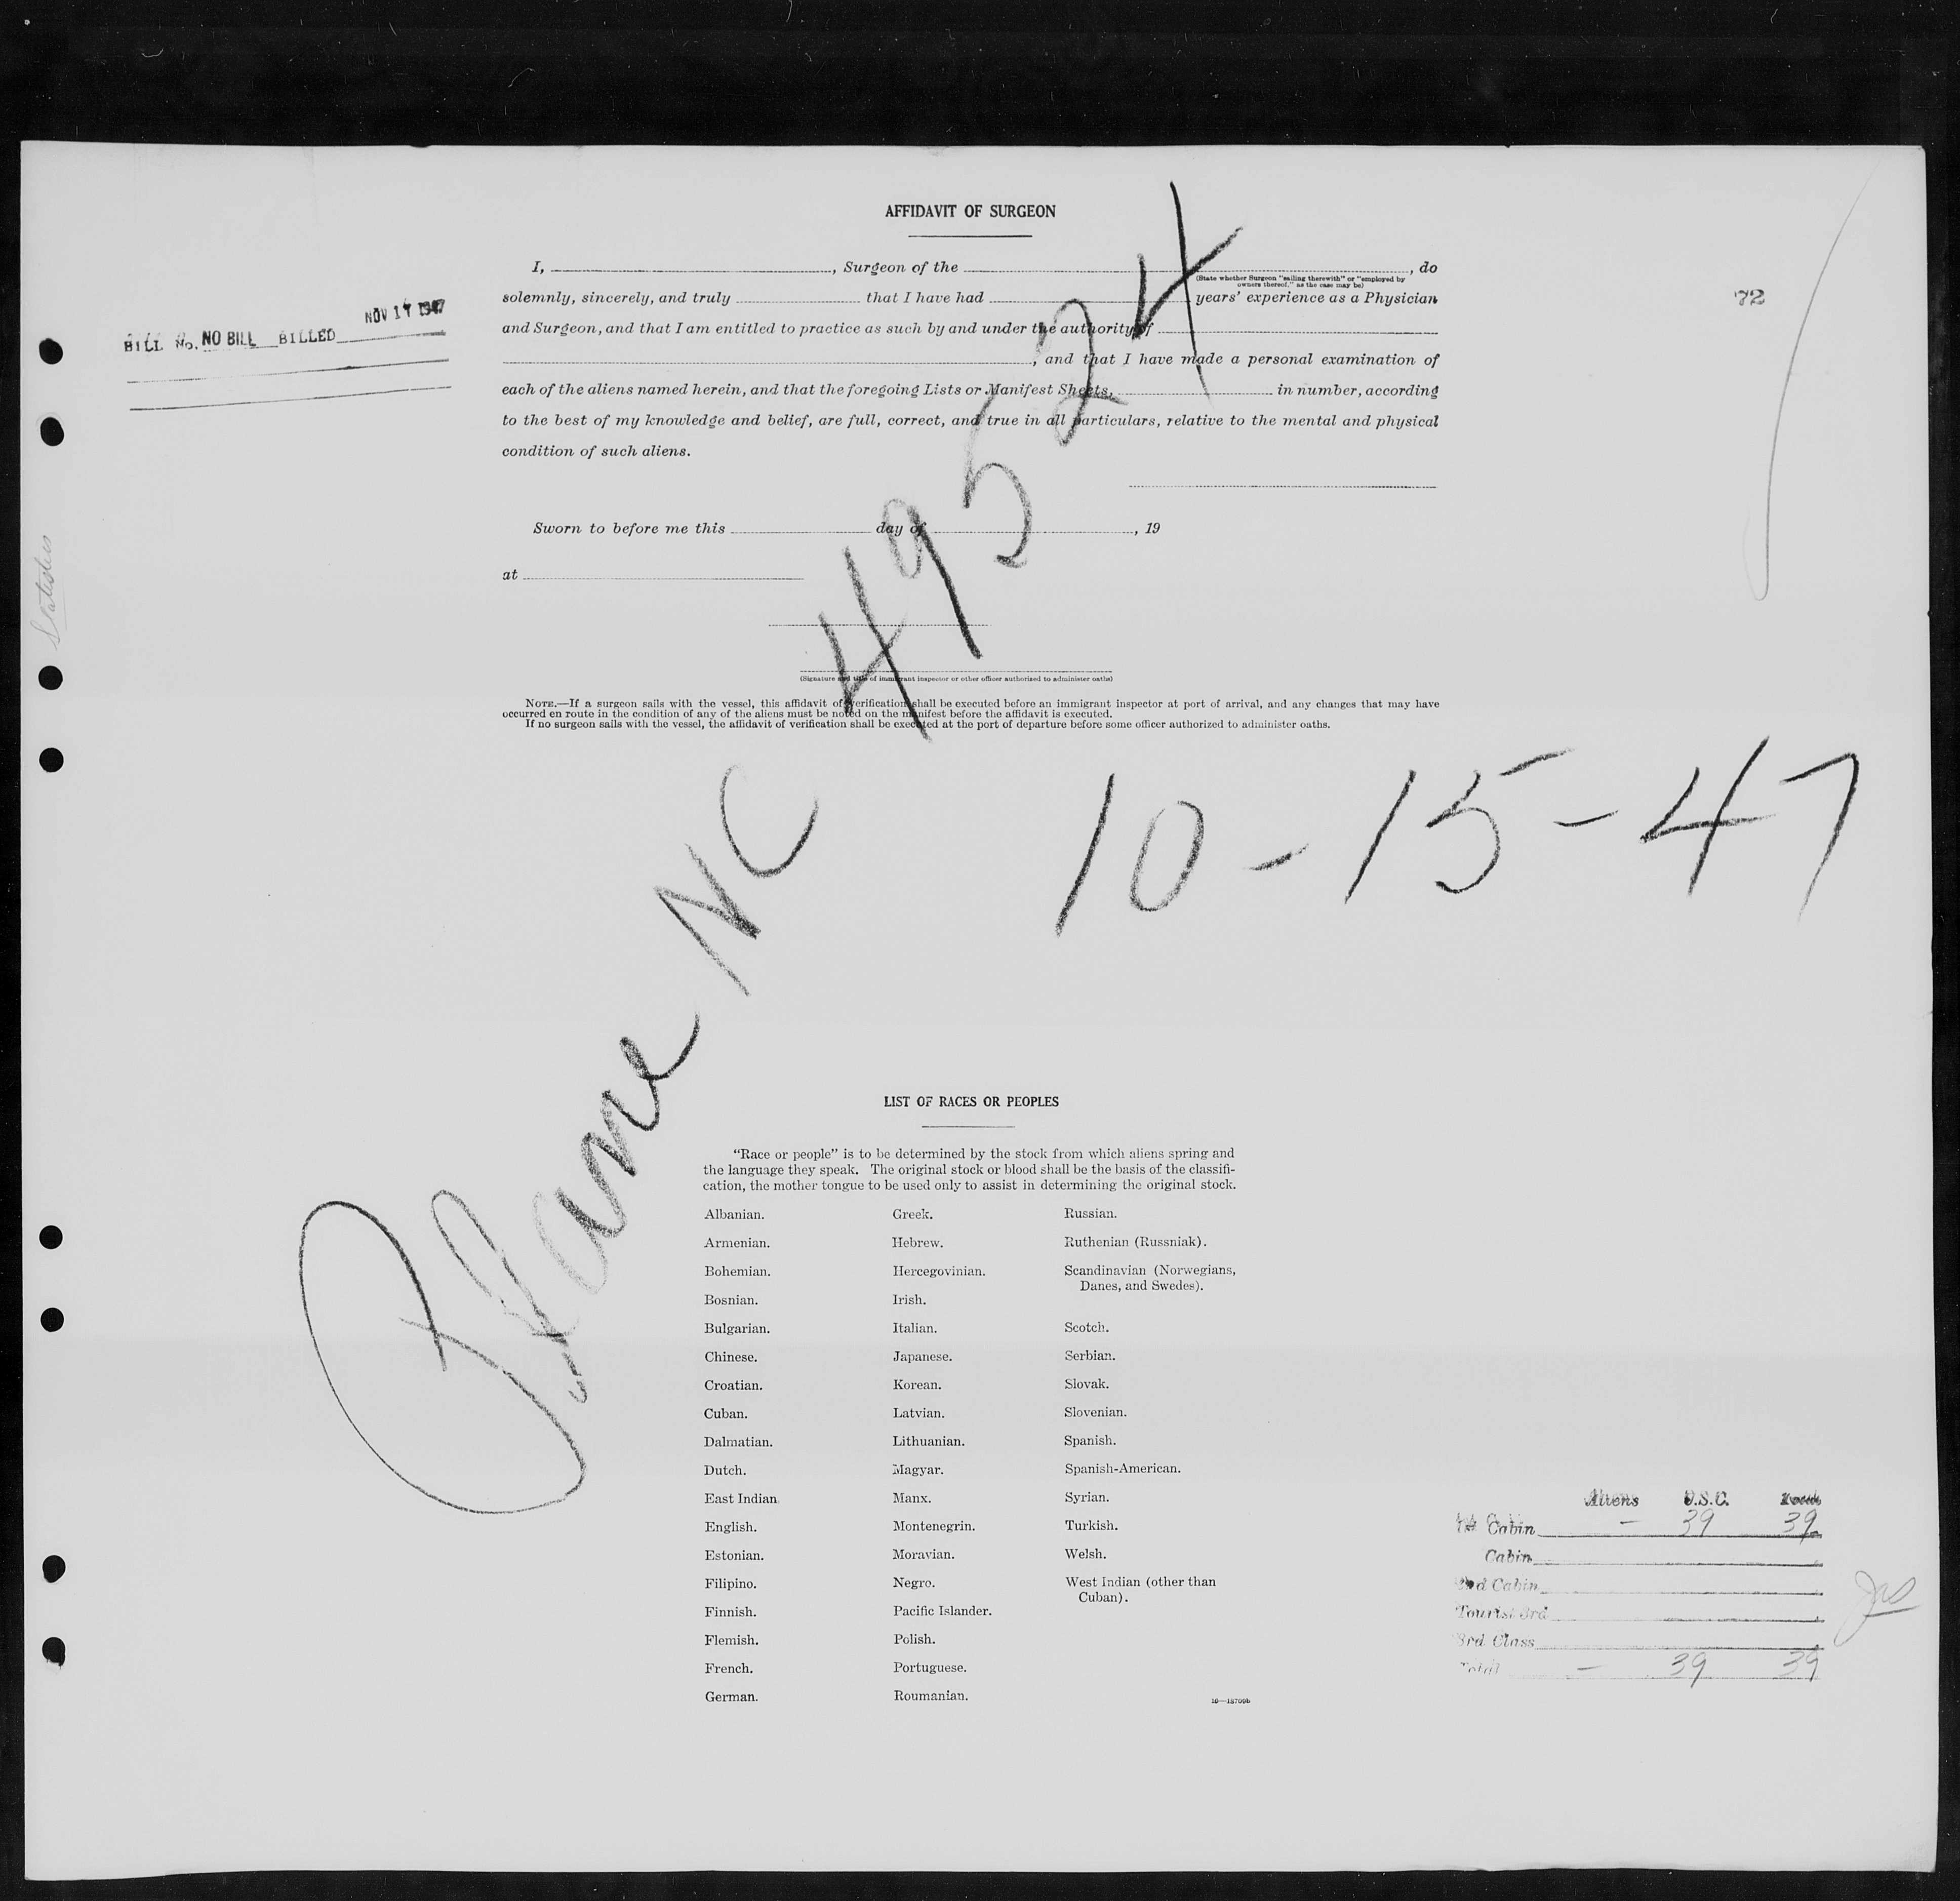 AFFIDAVIT OF SURGEON
I, , Surgeon of the , do
(State whether Surgeon "sailing therewith" or "employed by
owners thereof," as the case may be)
solemnly, sincerely, and truly that I have had years' experience as a Physician
and Surgeon, and that I am entitled to practice as such by and under the authority of
, and that I have made a personal examination of
each of the aliens named herein, and that the foregoing Lists or Manifest Sheets, in number, according
to the best of my knowledge and belief, are full, correct, and true in all particulars, relative to the mental and physical
condition of such aliens.
72
NOV 17 1947
BILL No. NO BILL BILLED
Sworn to before me this day of , 19
at
(Signature and title of immigrant inspector or other officer authorized to administer oaths)
NOTE.—If a surgeon sails with the vessel, this affidavit of verification shall be executed before an immigrant inspector at port of arrival, and any changes that may have
occurred en route in the condition of any of the aliens must be noted on the manifest before the affidavit is executed.
If no surgeon sails with the vessel, the affidavit of verification shall be executed at the port of departure before some officer authorized to administer oaths.
Plane NC 49524
10-15-47
LIST OF RACES OR PEOPLES
"Race or people" is to be determined by the stock from which aliens spring and
the language they speak. The original stock or blood shall be the basis of the classifi-
cation, the mother tongue to be used only to assist in determining the original stock.
Albanian.
Armenian.
Bohemian.
Bosnian.
Bulgarian.
Chinese.
Croatian.
Cuban.
Dalmatian.
Dutch.
East Indian.
English.
Estonian.
Filipino.
Finnish.
Flemish.
French.
German.
Greek.
Hebrew.
Hercegovinian.
Irish.
Italian.
Japanese.
Korean.
Latvian.
Lithuanian.
Magyar.
Manx.
Montenegrin.
Moravian.
Negro.
Pacific Islander.
Polish.
Portuguese.
Roumanian.
Russian.
Ruthenian (Russniak).
Scandinavian (Norwegians,
Danes, and Swedes).
Scotch.
Serbian.
Slovak.
Slovenian.
Spanish.
Spanish-American.
Syrian.
Turkish.
Welsh.
West Indian (other than
Cuban).
Aliens U.S.C. Total
1st Cabin - 39 39
Cabin
2nd Cabin
Tourist 3rd
3rd Class
Total - 39 39